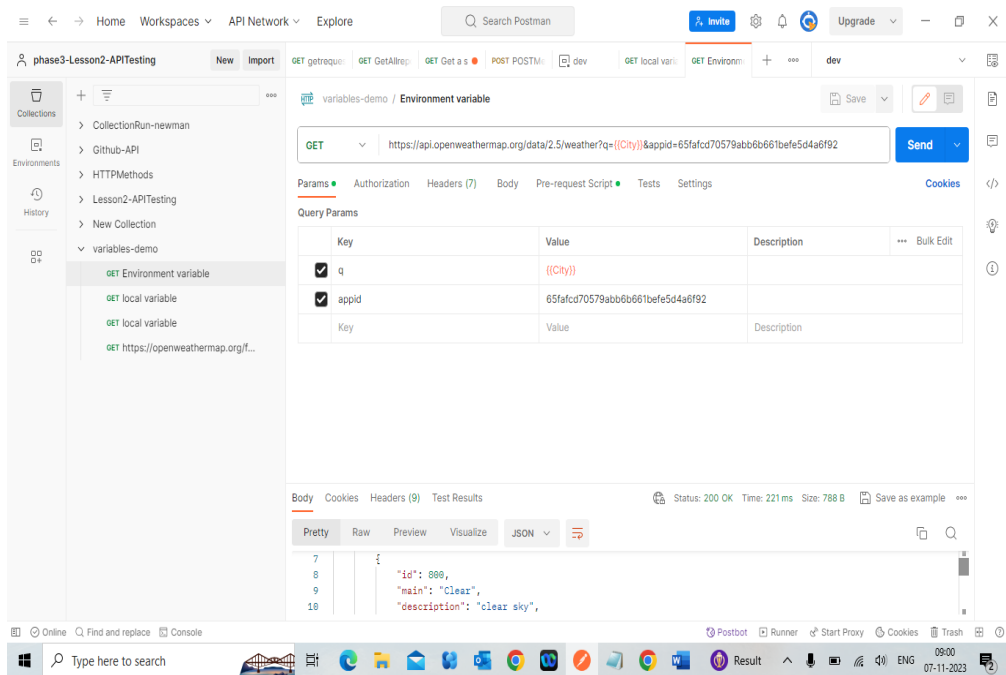 Home Workspaces API Network Explore Search Postman Invite Upgrade
phase3-Lesson2-APITesting New Import GET getreques GET GetAllrep GET Get a s POST POSTMe dev GET local varia GET Environm dev
Collections
Environments
History
CollectionRun-newman
Github-API
HTTPMethods
Lesson2-APITesting
New Collection
variables-demo
GET Environment variable
GET local variable
GET local variable
GET https://openweathermap.org/f...
HTTP variables-demo / Environment variable Save
GET https://api.openweathermap.org/data/2.5/weather?q={{City}}&appid=65fafcd70579abb6b661befe5d4a6f92 Send
Params Authorization Headers (7) Body Pre-request Script Tests Settings Cookies
Query Params
Key Value Description Bulk Edit
q {{City}}
appid 65fafcd70579abb6b661befe5d4a6f92
Key Value Description
Body Cookies Headers (9) Test Results Status: 200 OK Time: 221 ms Size: 788 B Save as example
Pretty Raw Preview Visualize JSON
7 {
8 "id": 800,
9 "main": "Clear",
10 "description": "clear sky",
Online Find and replace Console Postbot Runner Start Proxy Cookies Trash
Type here to search Result ENG 09:00
07-11-2023 2